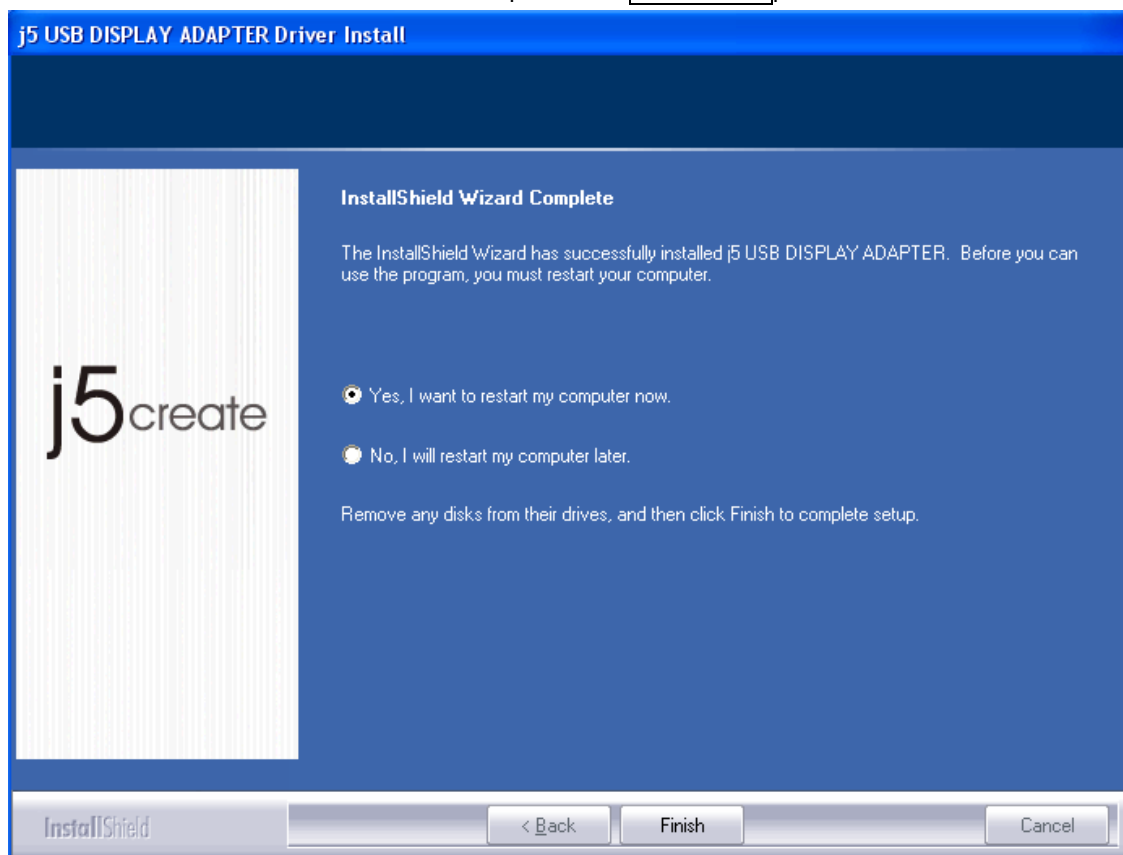 j5 USB DISPLAY ADAPTER Driver Install
InstallShield Wizard Complete
The InstallShield Wizard has successfully installed j5 USB DISPLAY ADAPTER. Before you can
use the program, you must restart your computer.
j5create
Yes, I want to restart my computer now.
No, I will restart my computer later.
Remove any disks from their drives, and then click Finish to complete setup.
InstallShield
< Back
Finish
Cancel